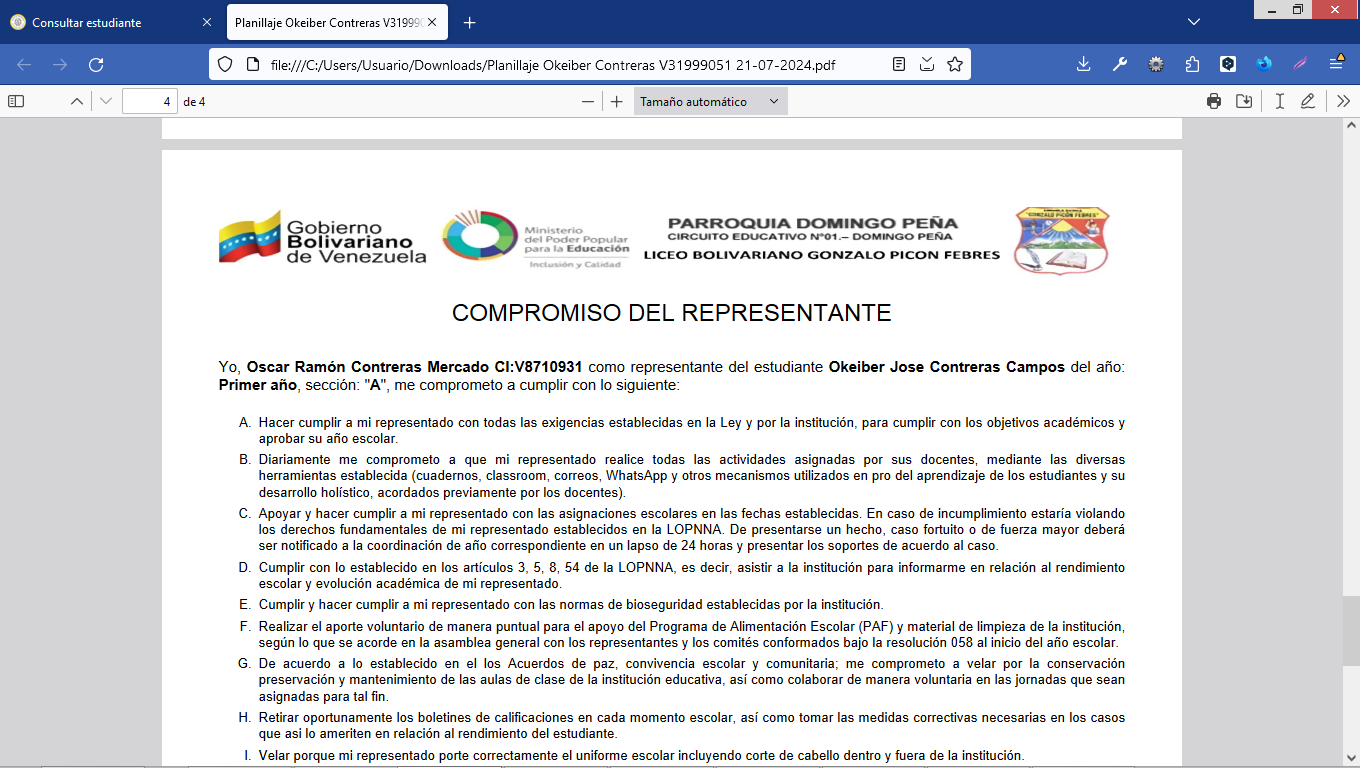 Consultar estudiante
Planillaje Okeiber Contreras V31999
file:///C:/Users/Usuario/Downloads/Planillaje Okeiber Contreras V31999051 21-07-2024.pdf
4 de 4
Tamaño automático
Gobierno
Bolivariano
de Venezuela
Ministerio
del Poder Popular
para la Educación
Inclusión y Calidad
PARROQUIA DOMINGO PEÑA
CIRCUITO EDUCATIVO Nº01.– DOMINGO PEÑA
LICEO BOLIVARIANO GONZALO PICON FEBRES
"GONZALO PICÓN FEBRES"
COMPROMISO DEL REPRESENTANTE
Yo, Oscar Ramón Contreras Mercado CI:V8710931 como representante del estudiante Okeiber Jose Contreras Campos del año:
Primer año, sección: "A", me comprometo a cumplir con lo siguiente:
A. Hacer cumplir a mi representado con todas las exigencias establecidas en la Ley y por la institución, para cumplir con los objetivos académicos y
aprobar su año escolar.
B. Diariamente me comprometo a que mi representado realice todas las actividades asignadas por sus docentes, mediante las diversas
herramientas establecida (cuadernos, classroom, correos, WhatsApp y otros mecanismos utilizados en pro del aprendizaje de los estudiantes y su
desarrollo holístico, acordados previamente por los docentes).
C. Apoyar y hacer cumplir a mi representado con las asignaciones escolares en las fechas establecidas. En caso de incumplimiento estaría violando
los derechos fundamentales de mi representado establecidos en la LOPNNA. De presentarse un hecho, caso fortuito o de fuerza mayor deberá
ser notificado a la coordinación de año correspondiente en un lapso de 24 horas y presentar los soportes de acuerdo al caso.
D. Cumplir con lo establecido en los artículos 3, 5, 8, 54 de la LOPNNA, es decir, asistir a la institución para informarme en relación al rendimiento
escolar y evolución académica de mi representado.
E. Cumplir y hacer cumplir a mi representado con las normas de bioseguridad establecidas por la institución.
F. Realizar el aporte voluntario de manera puntual para el apoyo del Programa de Alimentación Escolar (PAF) y material de limpieza de la institución,
según lo que se acorde en la asamblea general con los representantes y los comités conformados bajo la resolución 058 al inicio del año escolar.
G. De acuerdo a lo establecido en el los Acuerdos de paz, convivencia escolar y comunitaria; me comprometo a velar por la conservación
preservación y mantenimiento de las aulas de clase de la institución educativa, así como colaborar de manera voluntaria en las jornadas que sean
asignadas para tal fin.
H. Retirar oportunamente los boletines de calificaciones en cada momento escolar, así como tomar las medidas correctivas necesarias en los casos
que asi lo ameriten en relación al rendimiento del estudiante.
I. Velar porque mi representado porte correctamente el uniforme escolar incluyendo corte de cabello dentro y fuera de la institución.